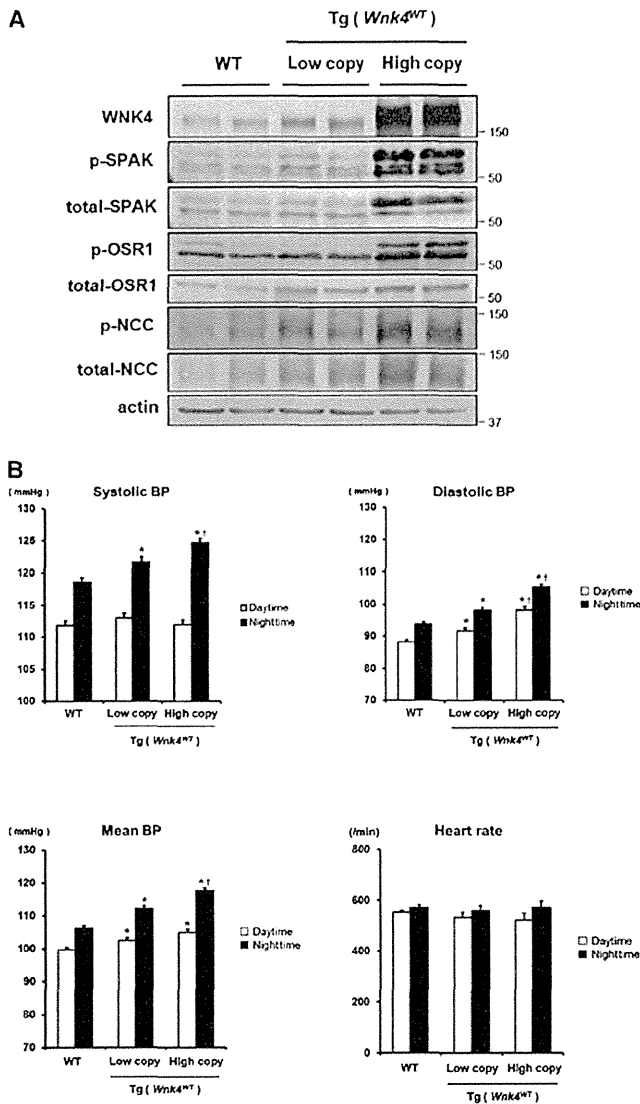 A
Tg ( Wnk4WT )
WT
Low copy
High copy
WNK4
- 150
p-SPAK
- 50
total-SPAK
- 50
p-OSR1
- 50
total-OSR1
- 50
p-NCC
- 150
- 150
total-NCC
actin
- 37
B
( mmHg )
Systolic BP
130
125
120
115
110
105
100
*
*†
Daytime
Nighttime
WT
Low copy
High copy
Tg ( Wnk4WT )
( mmHg )
Diastolic BP
130
120
110
100
90
80
70
*
*
*†
*†
Daytime
Nighttime
WT
Low copy
High copy
Tg ( Wnk4WT )
( mmHg )
Mean BP
130
120
110
100
90
80
70
*
*
*
*†
Daytime
Nighttime
WT
Low copy
High copy
Tg ( Wnk4WT )
(/min)
Heart rate
800
600
400
200
0
Daytime
Nighttime
WT
Low copy
High copy
Tg ( Wnk4WT )